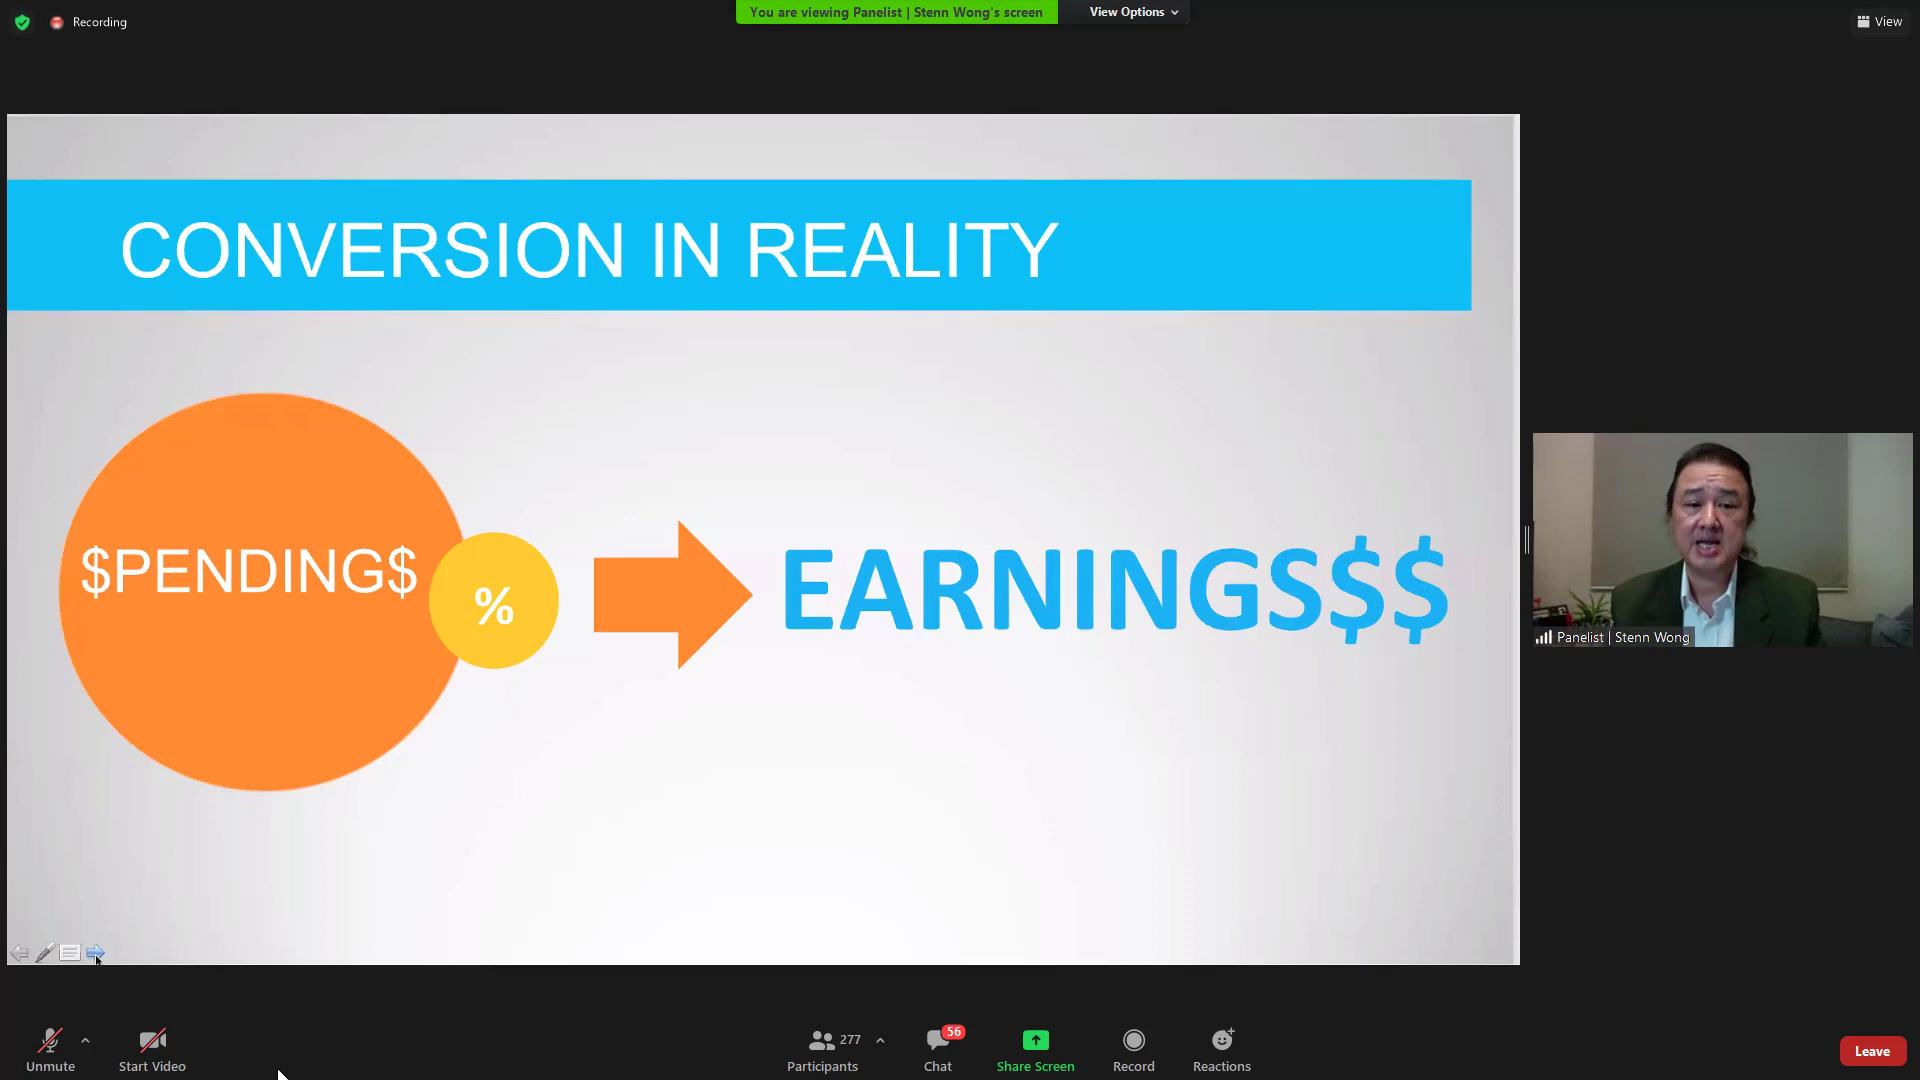 Recording
You are viewing Panelist | Stenn Wong's screen
View Options
View
CONVERSION IN REALITY
$PENDING$
%
EARNINGS$$
Panelist | Stenn Wong
Unmute
Start Video
277
Participants
56
Chat
Share Screen
Record
Reactions
Leave